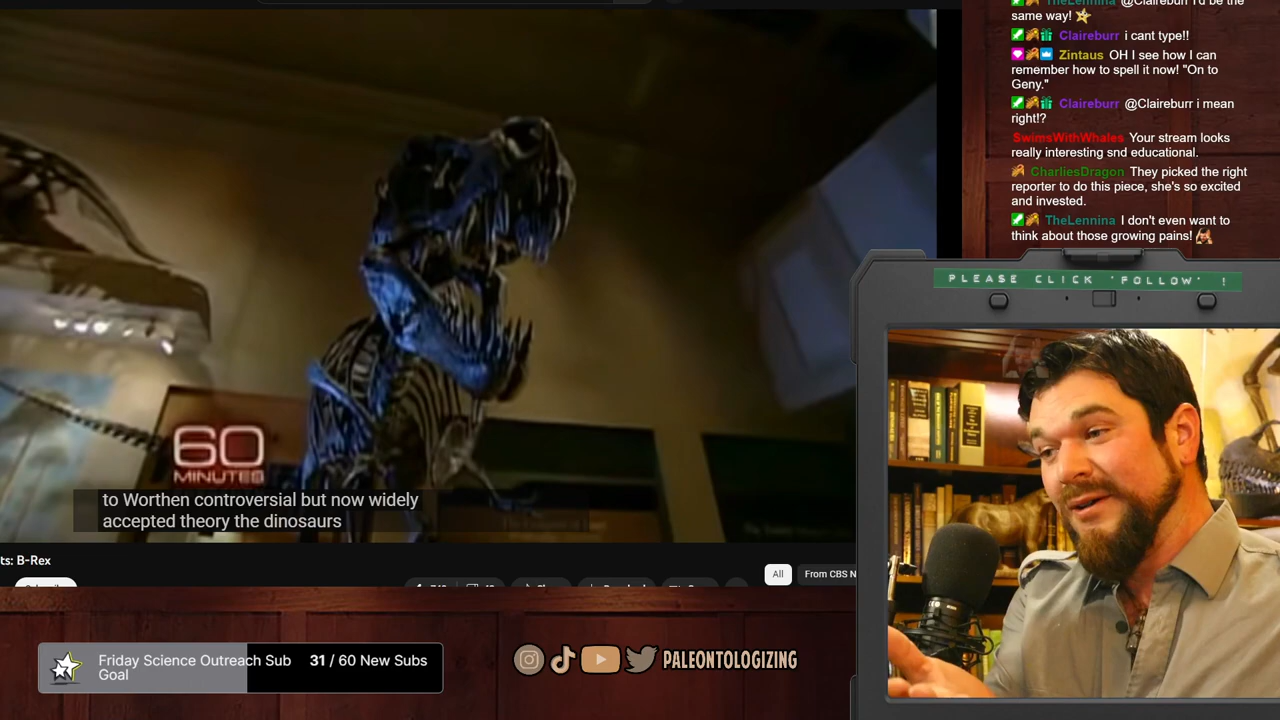 TheLennina @Claireburr I'd be the
same way!
Claireburr i cant type!!
Zintaus OH I see how I can
remember how to spell it now! "On to
Geny."
Claireburr @Claireburr i mean
right!?
SwimsWithWhales Your stream looks
really interesting snd educational.
CharliesDragon They picked the right
reporter to do this piece, she's so excited
and invested.
TheLennina I don't even want to
think about those growing pains!
PLEASE CLICK 'FOLLOW' !
60
MINUTES
to Worthen controversial but now widely
accepted theory the dinosaurs
ts: B-Rex
All
From CBS N
Friday Science Outreach Sub
Goal
31 / 60 New Subs
PALEONTOLOGIZING